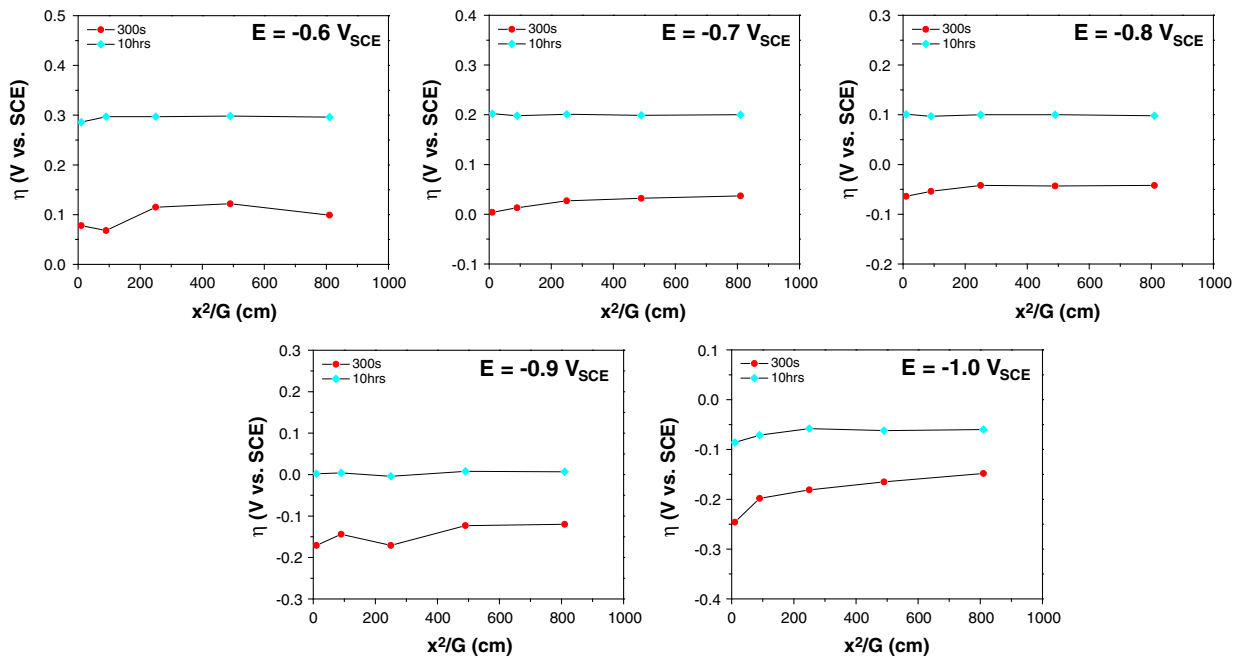 300s
10hrs
E = -0.6 V_SCE
0.5
0.4
0.3
0.2
0.1
0.0
η (V vs. SCE)
0 200 400 600 800 1000
x²/G (cm)
300s
10hrs
E = -0.7 V_SCE
0.4
0.3
0.2
0.1
0.0
-0.1
η (V vs. SCE)
0 200 400 600 800 1000
x²/G (cm)
300s
10hrs
E = -0.8 V_SCE
0.3
0.2
0.1
0.0
-0.1
-0.2
η (V vs. SCE)
0 200 400 600 800 1000
x²/G (cm)
300s
10hrs
E = -0.9 V_SCE
0.3
0.2
0.1
0.0
-0.1
-0.2
-0.3
η (V vs. SCE)
0 200 400 600 800 1000
x²/G (cm)
300s
10hrs
E = -1.0 V_SCE
0.1
0.0
-0.1
-0.2
-0.3
-0.4
η (V vs. SCE)
0 200 400 600 800 1000
x²/G (cm)